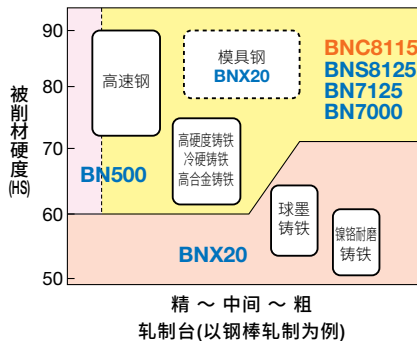 90
80
70
60
50
被削材硬度
(HS)
高速钢
模具钢
BNX20
BNC8115
BNS8125
BN7125
BN7000
高硬度铸铁
冷硬铸铁
高合金铸铁
BN500
BNX20
球墨
铸铁
镍铬耐磨
铸铁
精 ～ 中间 ～ 粗
轧制台(以钢棒轧制为例)